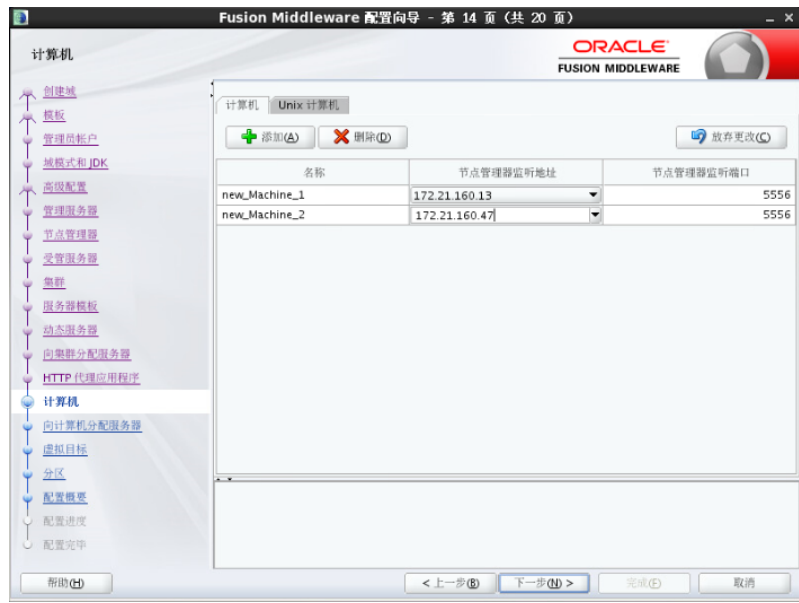 Fusion Middleware 配置向导 - 第 14 页 (共 20 页)
计算机
ORACLE
FUSION MIDDLEWARE
创建域
模板
管理员帐户
域模式和 JDK
高级配置
管理服务器
节点管理器
受管服务器
集群
服务器模板
动态服务器
向集群分配服务器
HTTP 代理应用程序
计算机
向计算机分配服务器
虚拟目标
分区
配置概要
配置进度
配置完毕
计算机 Unix 计算机
添加(A) 删除(D) 放弃更改(C)
名称 节点管理器监听地址 节点管理器监听端口
new_Machine_1 172.21.160.13 5556
new_Machine_2 172.21.160.47 5556
帮助(H) < 上一步(B) 下一步(N) > 完成(F) 取消